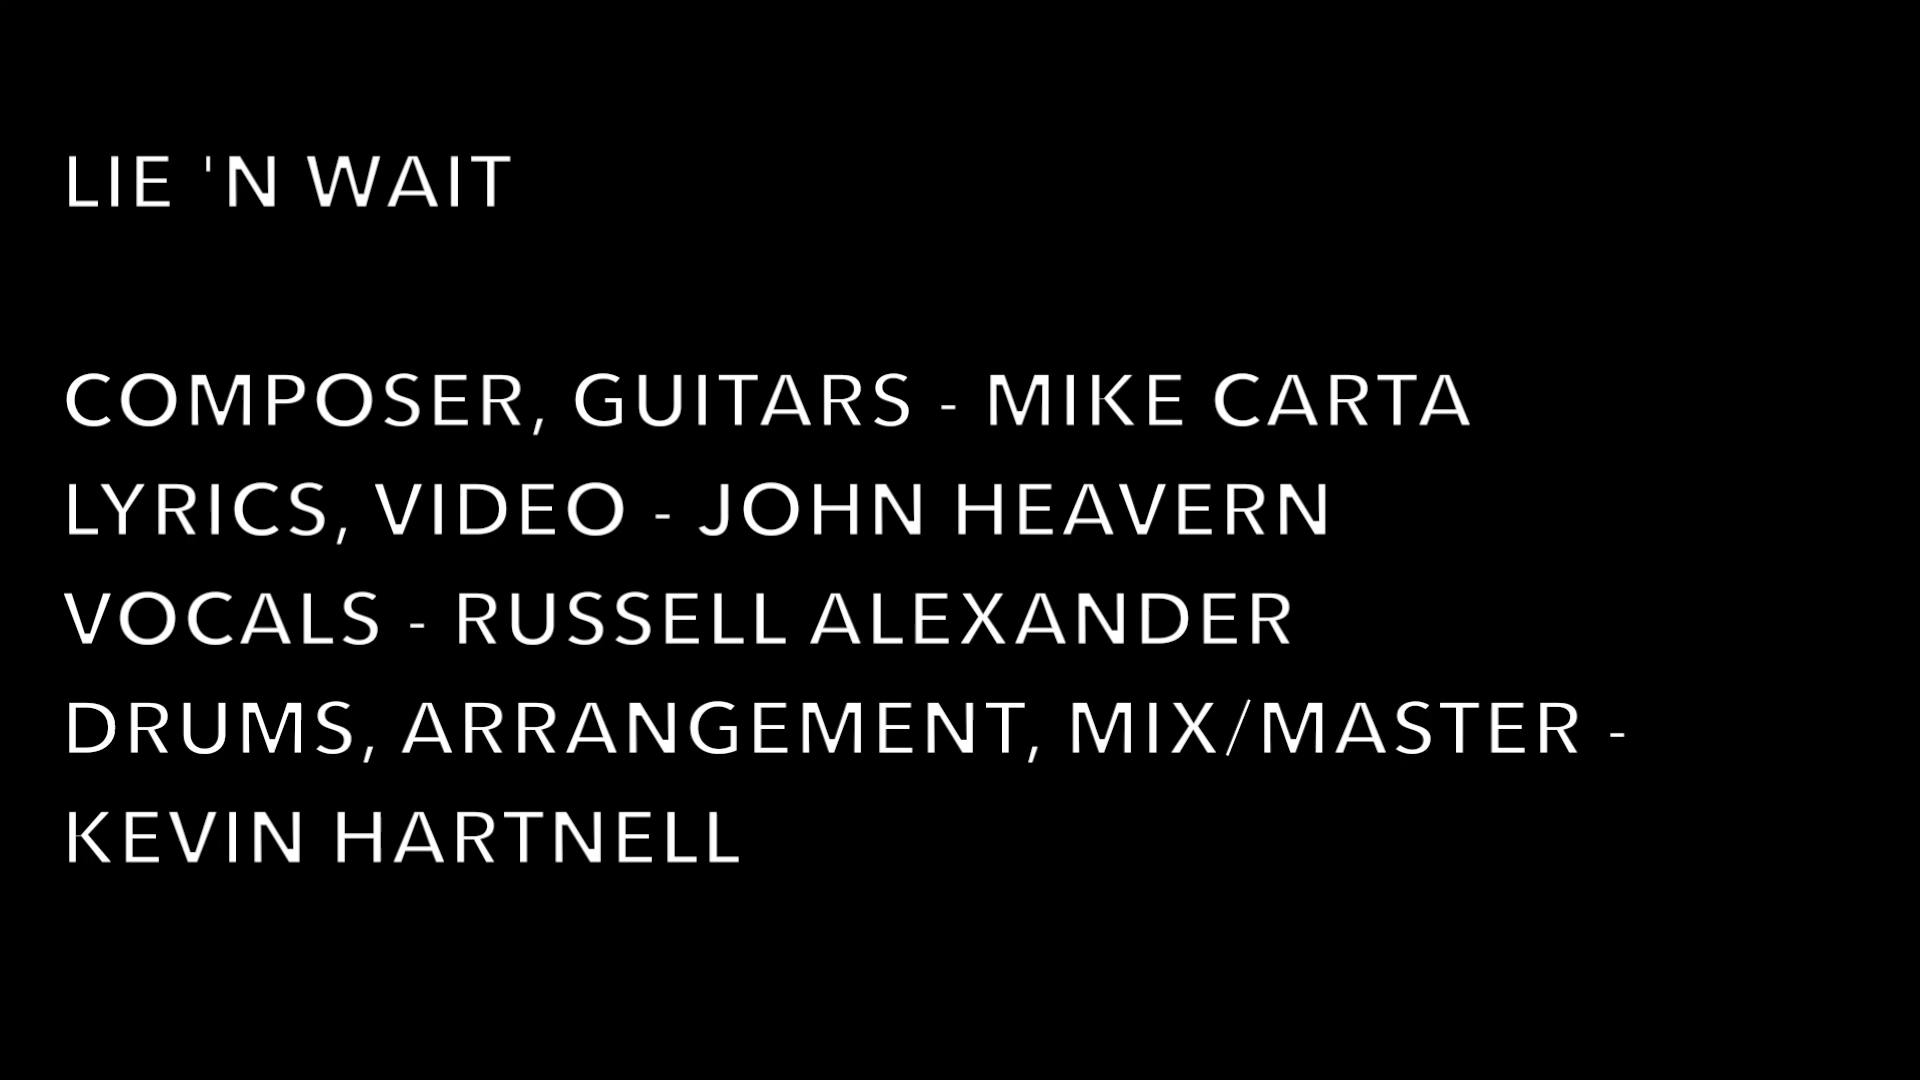 LIE 'N WAIT
COMPOSER, GUITARS - MIKE CARTA
LYRICS, VIDEO - JOHN HEAVERN
VOCALS - RUSSELL ALEXANDER
DRUMS, ARRANGEMENT, MIX/MASTER -
KEVIN HARTNELL